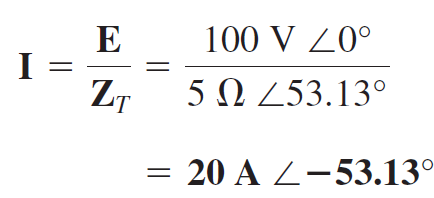 I = E / Z_T = 100 V ∠0° / 5 Ω ∠53.13°
= 20 A ∠−53.13°